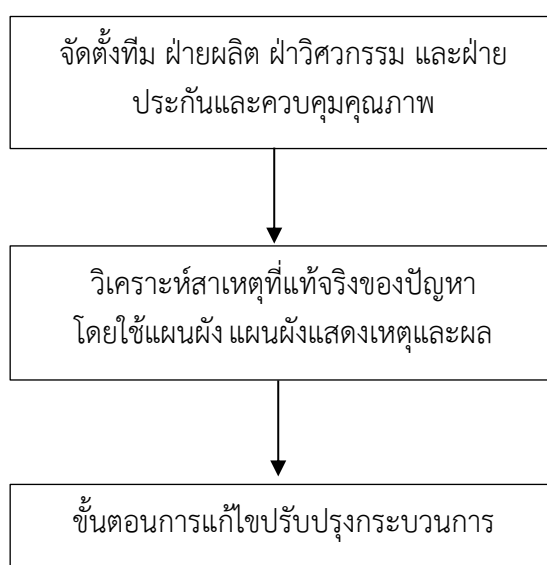 จัดตั้งทีม ฝ่ายผลิต ฝ่าวิศวกรรม และฝ่าย
ประกันและควบคุมคุณภาพ
วิเคราะห์สาเหตุที่แท้จริงของปัญหา
โดยใช้แผนผัง แผนผังแสดงเหตุและผล
ขั้นตอนการแก้ไขปรับปรุงกระบวนการ